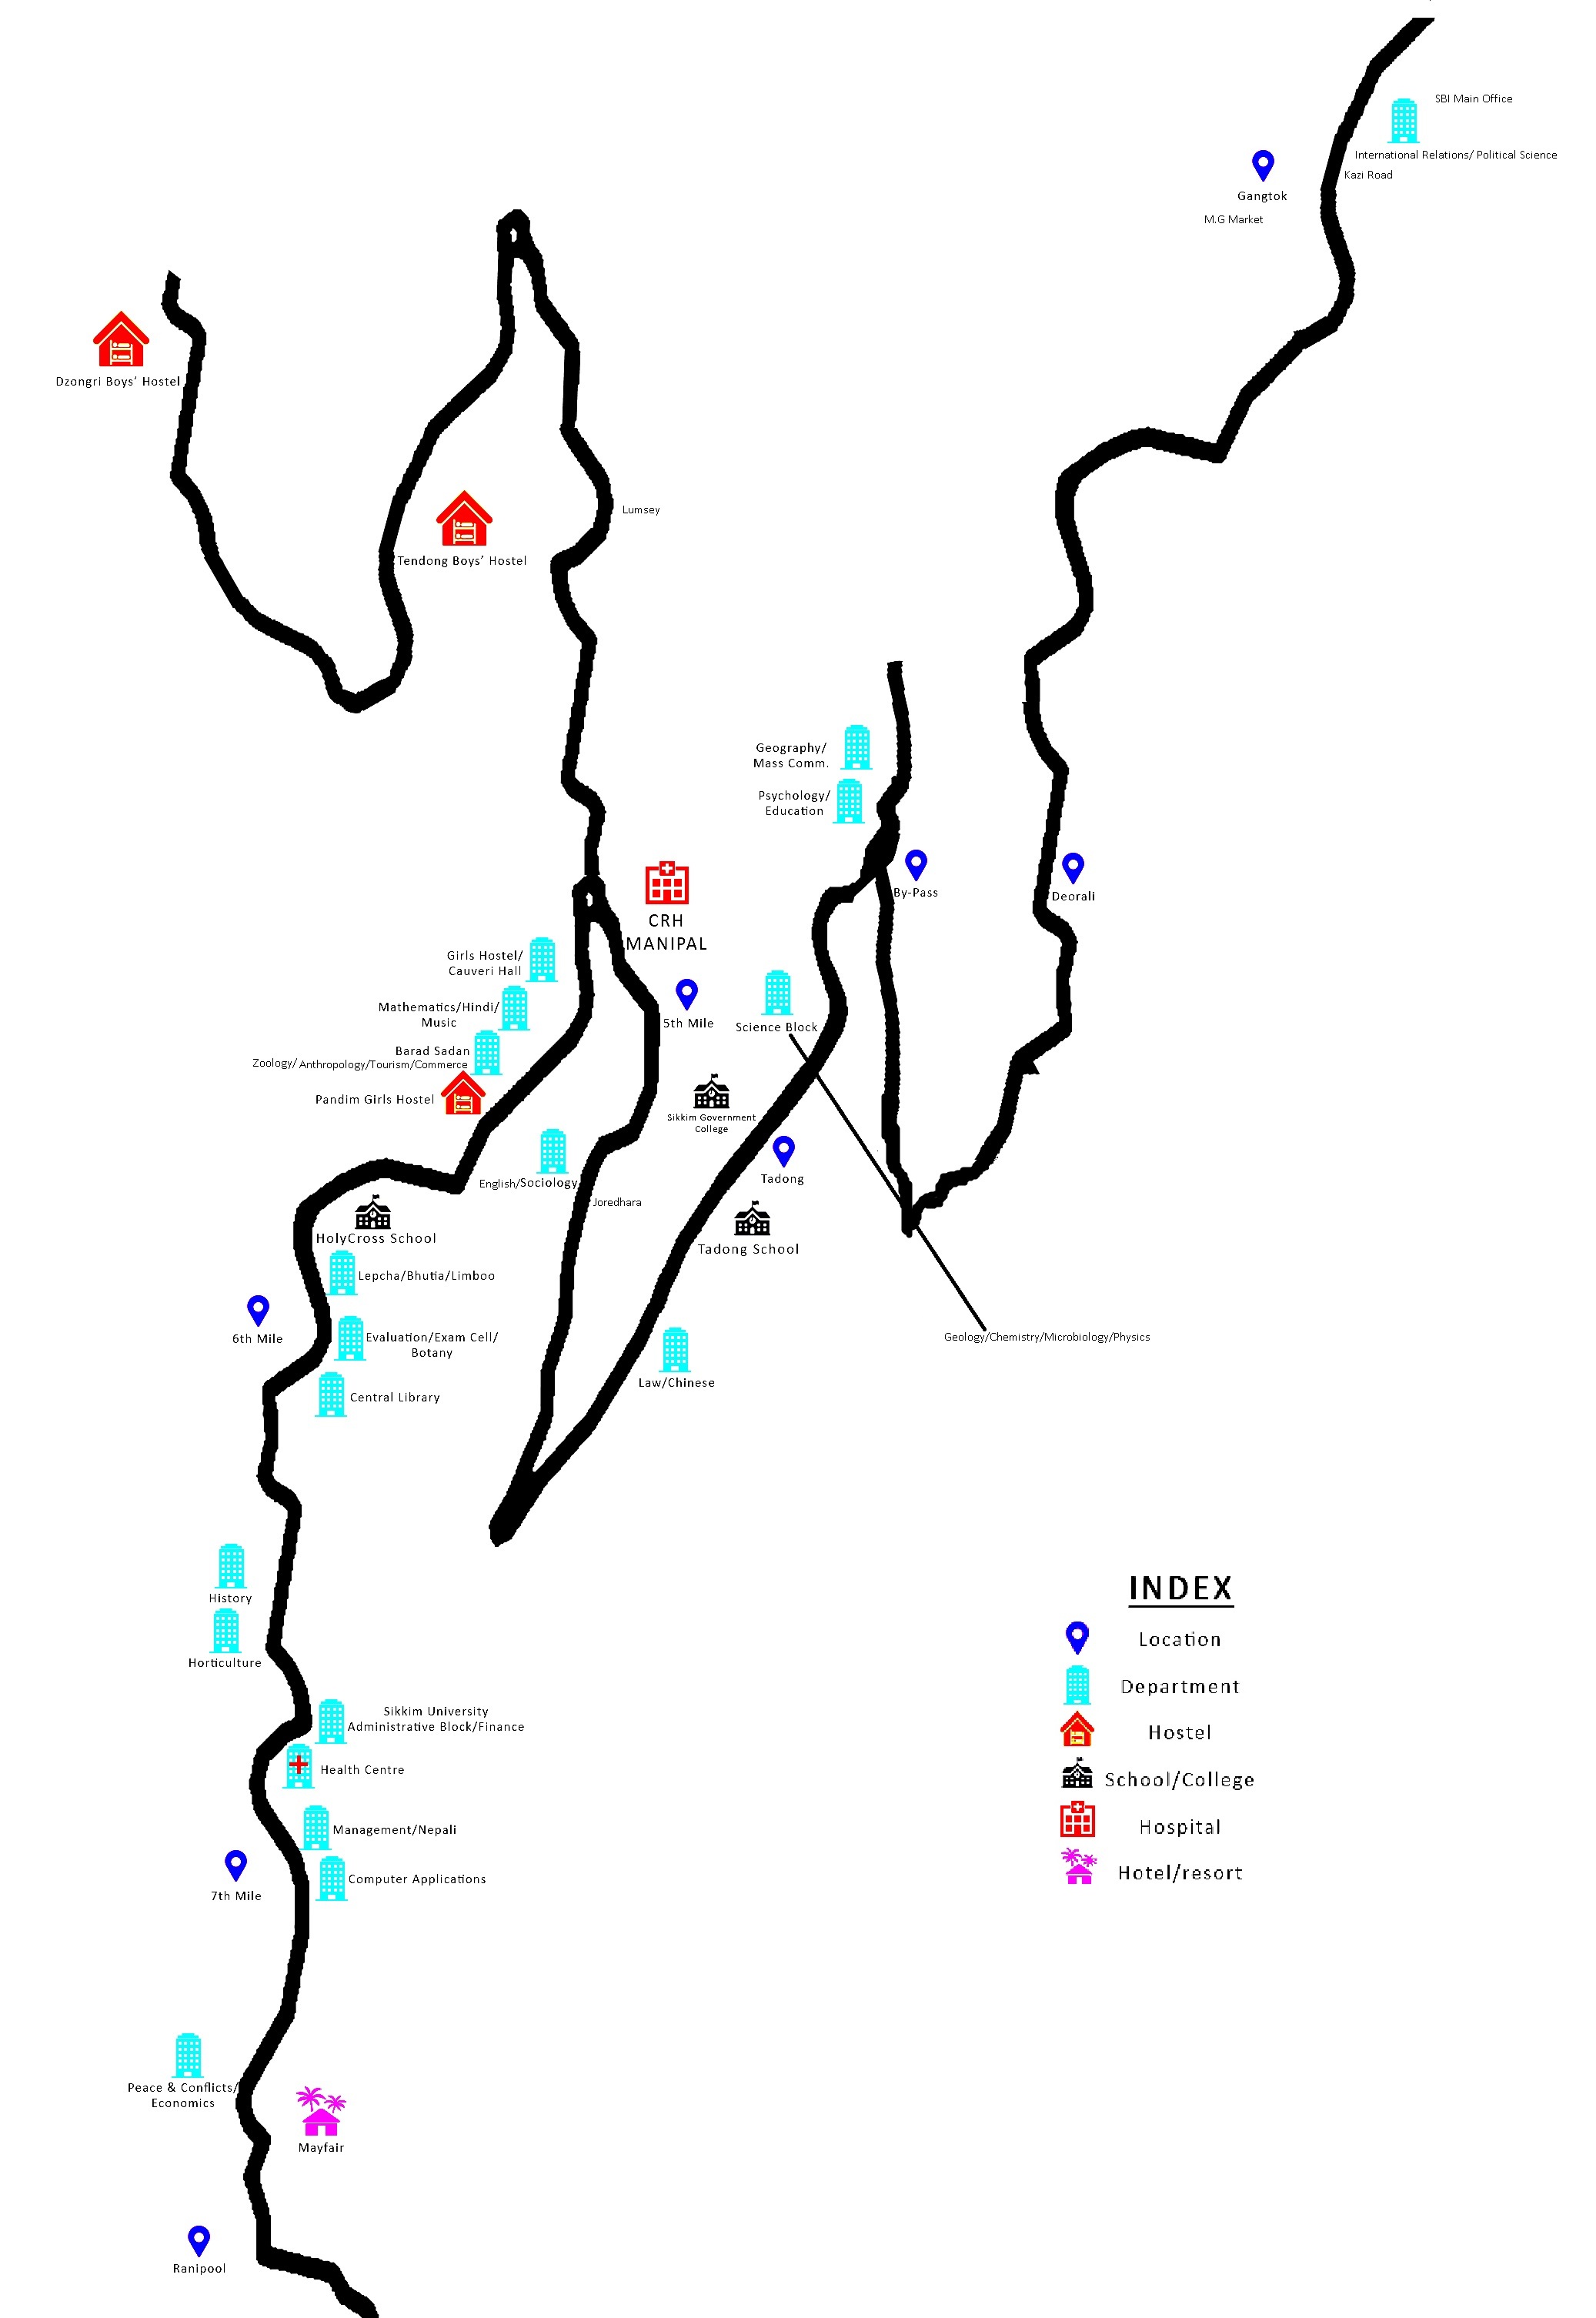 SBI Main Office
International Relations/ Political Science
Kazi Road
Gangtok
M.G Market
Dzongri Boys' Hostel
Lumsey
Tendong Boys' Hostel
Geography/
Mass Comm.
Psychology/
Education
By-Pass
Deorali
CRH
MANIPAL
Girls Hostel/
Cauveri Hall
Mathematics/Hindi/
Music
5th Mile
Science Block
Barad Sadan
Zoology/ Anthropology/Tourism/Commerce
Pandim Girls Hostel
Sikkim Government
College
Tadong
English/Sociology
Joredhara
HolyCross School
Tadong School
Lepcha/Bhutia/Limboo
6th Mile
Evaluation/Exam Cell/
Botany
Geology/Chemistry/Microbiology/Physics
Law/Chinese
Central Library
History
Horticulture
Sikkim University
Administrative Block/Finance
Health Centre
Management/Nepali
Computer Applications
7th Mile
Peace & Conflicts/
Economics
Mayfair
Ranipool
INDEX
Location
Department
Hostel
School/College
Hospital
Hotel/resort